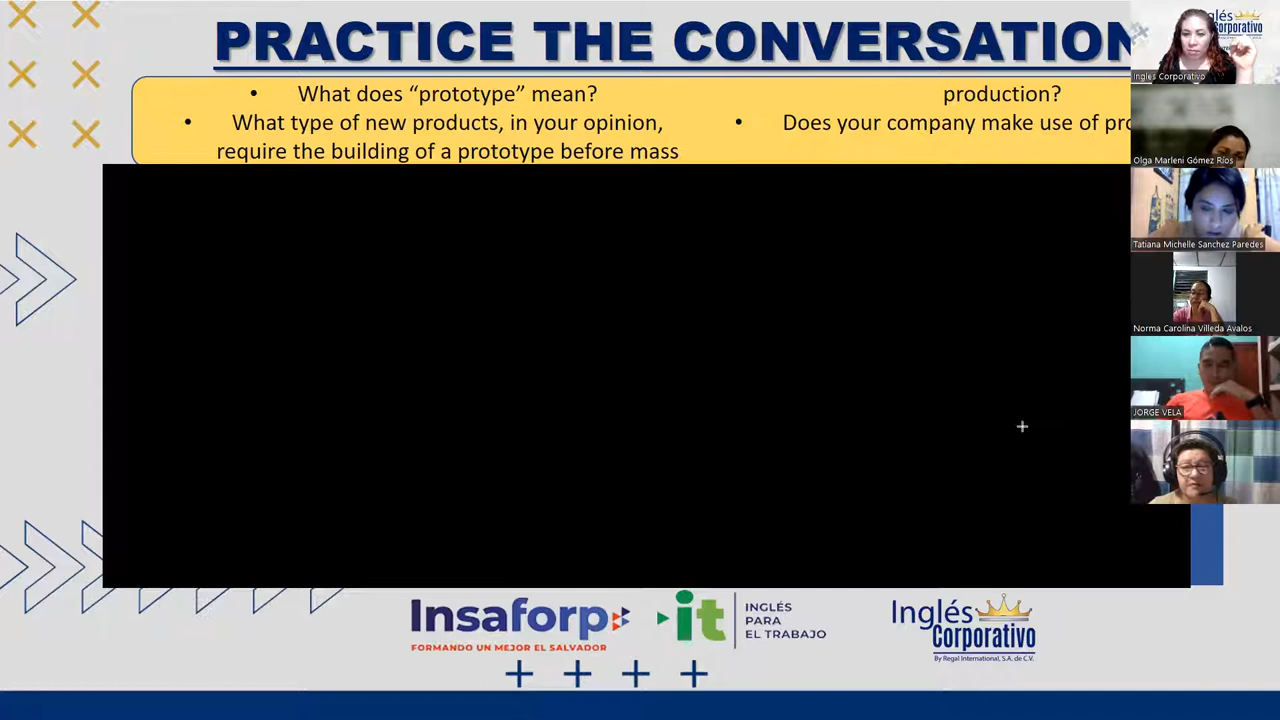 PRACTICE THE CONVERSATION
• What does “prototype” mean?
• What type of new products, in your opinion,
require the building of a prototype before mass
production?
• Does your company make use of
Inglés Corporativo
Olga Marleni Gómez Ríos
Tatiana Michelle Sanchez Paredes
Norma Carolina Villeda Avalos
JORGE VELA
Insaforp
FORMANDO UN MEJOR EL SALVADOR
it
INGLÉS
PARA
EL TRABAJO
Inglés
Corporativo
By Regal International, S.A. de C.V.